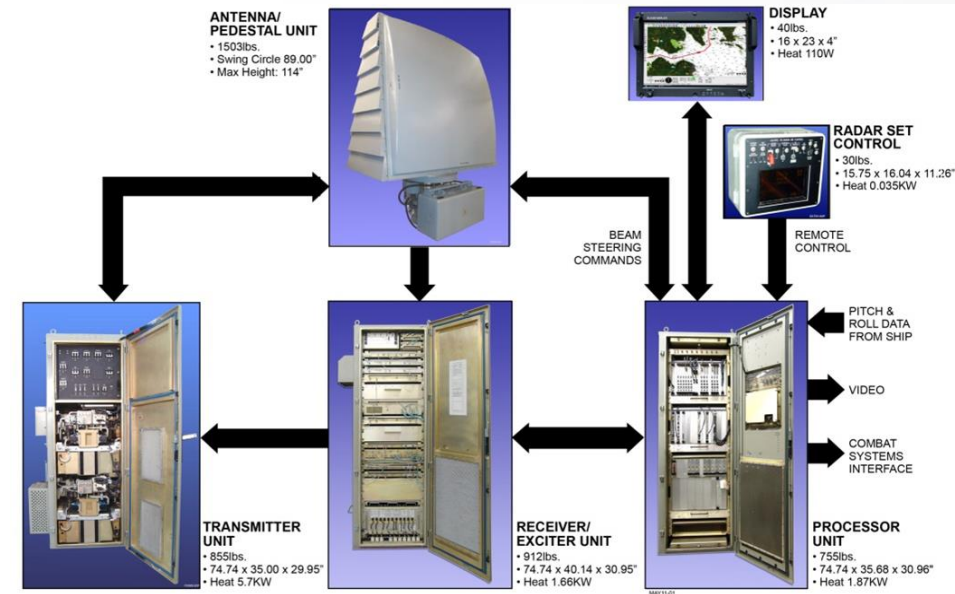 ANTENNA/
PEDESTAL UNIT
• 1503lbs.
• Swing Circle 89.00"
• Max Height: 114"
DISPLAY
• 40lbs.
• 16 x 23 x 4"
• Heat 110W
RADAR SET
CONTROL
• 30lbs.
• 15.75 x 16.04 x 11.26"
• Heat 0.035KW
BEAM
STEERING
COMMANDS
REMOTE
CONTROL
PITCH &
ROLL DATA
FROM SHIP
VIDEO
COMBAT
SYSTEMS
INTERFACE
TRANSMITTER
UNIT
• 855lbs.
• 74.74 x 35.00 x 29.95"
• Heat 5.7KW
RECEIVER/
EXCITER UNIT
• 912lbs.
• 74.74 x 40.14 x 30.95"
• Heat 1.66KW
PROCESSOR
UNIT
• 755lbs.
• 74.74 x 35.68 x 30.96"
• Heat 1.87KW